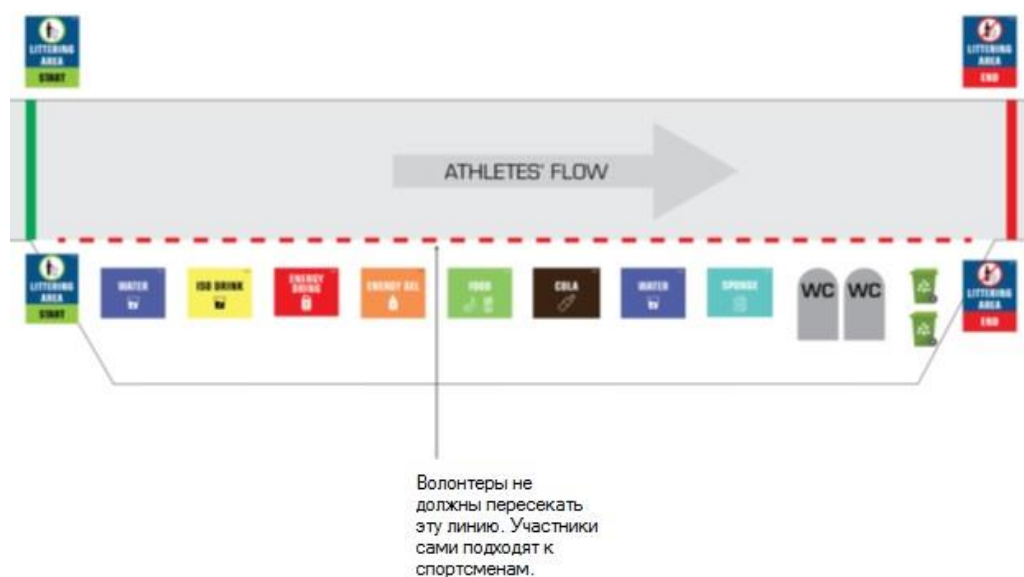 LITTERING
AREA
START
LITTERING
AREA
END
ATHLETES' FLOW
LITTERING
AREA
START
WATER
ISO DRINK
ENERGY
DRING
ENERGY GEL
FOOD
COLA
WATER
SPONGE
WC
WC
LITTERING
AREA
END
Волонтеры не
должны пересекать
эту линию. Участники
сами подходят к
спортсменам.